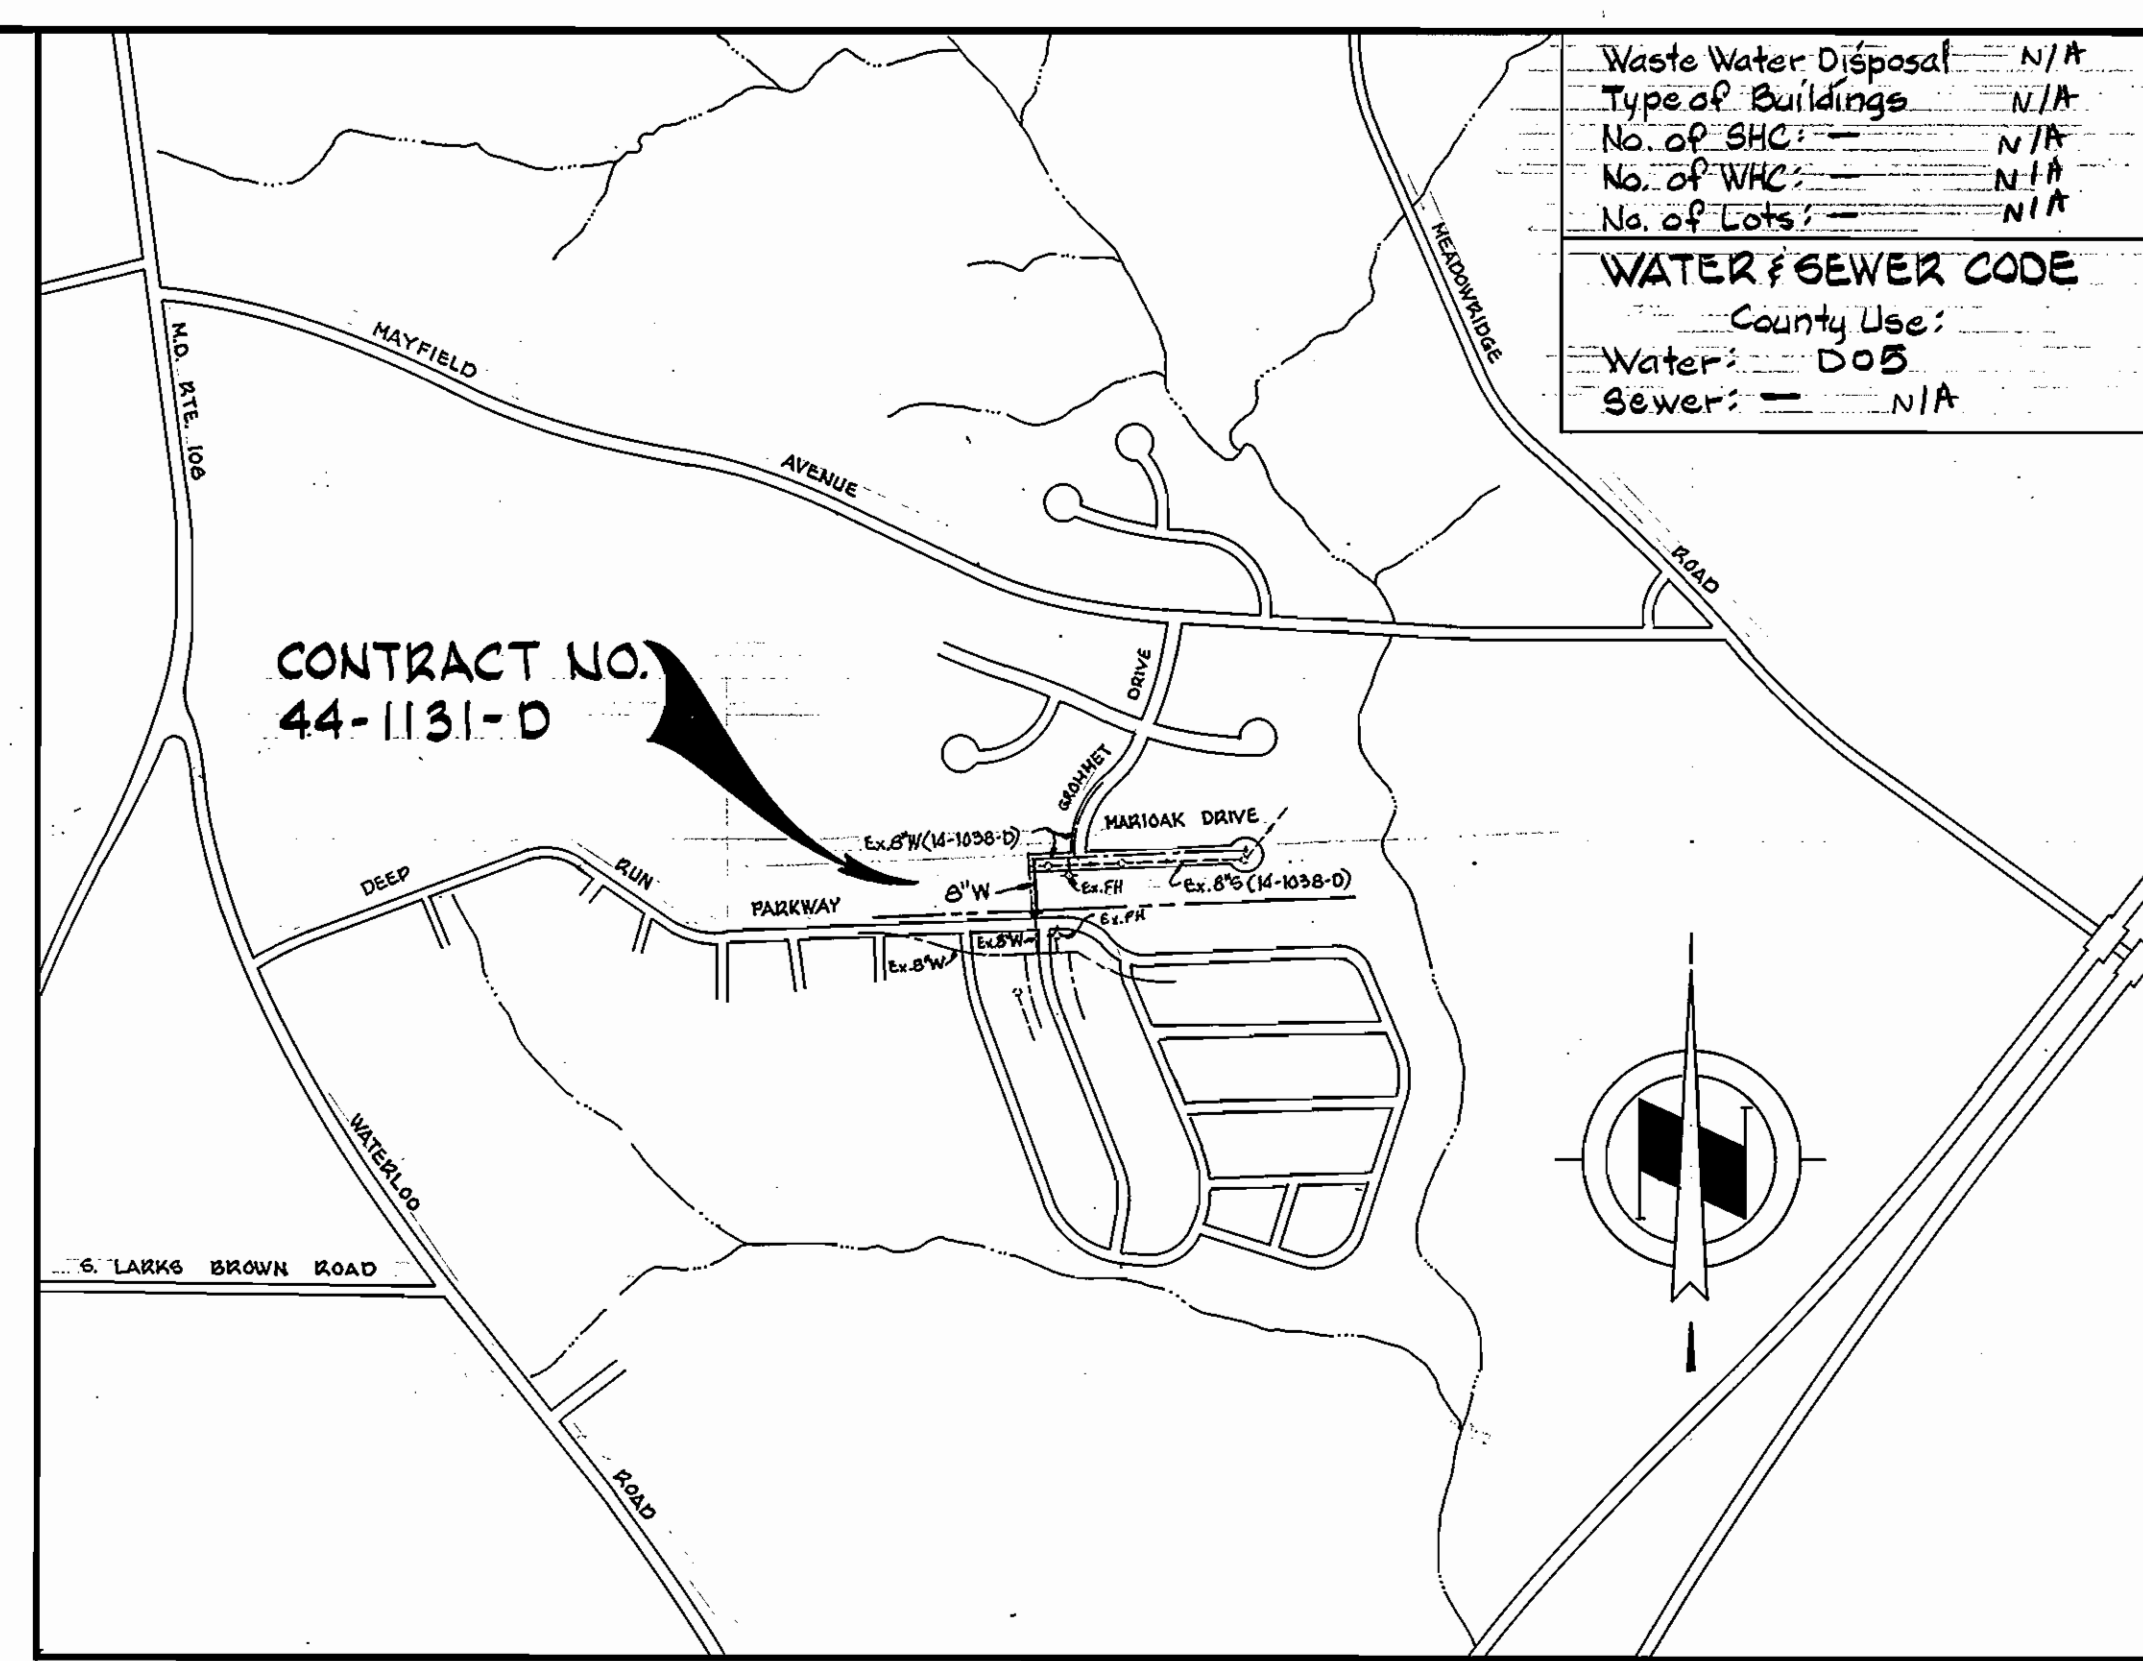 Waste Water Disposal N/A
Type of Buildings N/A
No. of SHC: — N/A
No. of WHC: — N/A
No. of Lots: — N/A
WATER & SEWER CODE
County Use:
Water: D05
Sewer: — N/A
MEADOWRIDGE
ROAD
M.D. RTE. 108
MAYFIELD
AVENUE
CONTRACT NO.
44-1131-D
DRIVE
GROMMET
MARIOAK DRIVE
Ex.8"W(14-1038-D)
8"W
Ex.FH
Ex.8"S(14-1038-D)
DEEP
RUN
PARKWAY
Ex.FH
Ex.8"W
Ex.8"W
WATERLOO
ROAD
S. LARKS BROWN ROAD
N